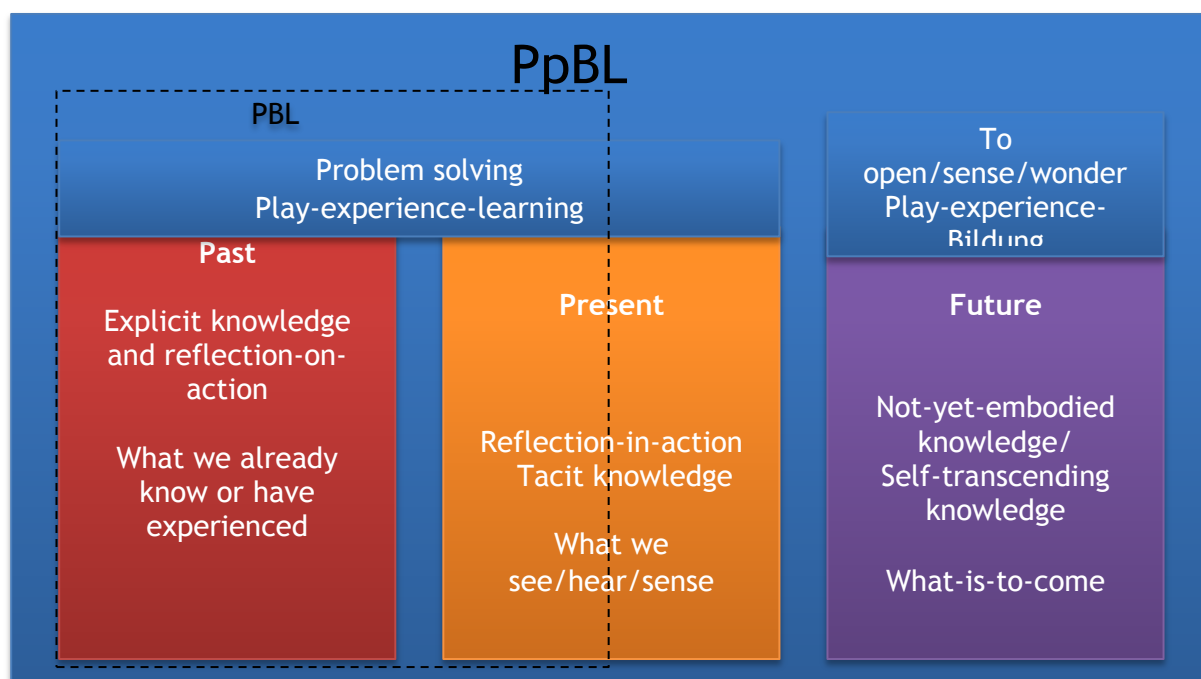 PpBL
PBL
Problem solving
Play-experience-learning
To
open/sense/wonder
Play-experience-
Bildung
Past
Explicit knowledge
and reflection-on-
action
What we already
know or have
experienced
Present
Reflection-in-action
Tacit knowledge
What we
see/hear/sense
Future
Not-yet-embodied
knowledge/
Self-transcending
knowledge
What-is-to-come